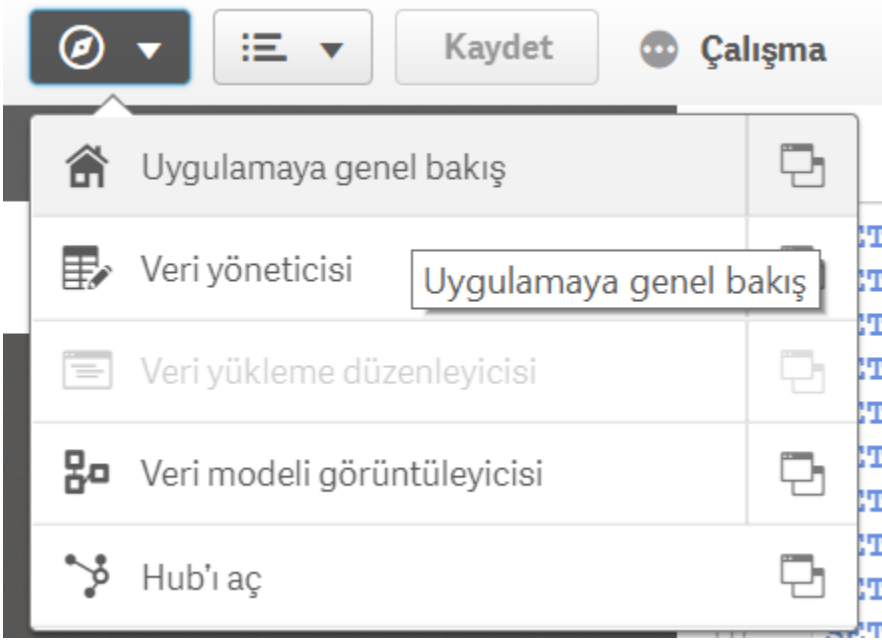 Kaydet
Çalışma
Uygulamaya genel bakış
Veri yöneticisi
Uygulamaya genel bakış
Veri yükleme düzenleyicisi
Veri modeli görüntüleyicisi
Hub'ı aç